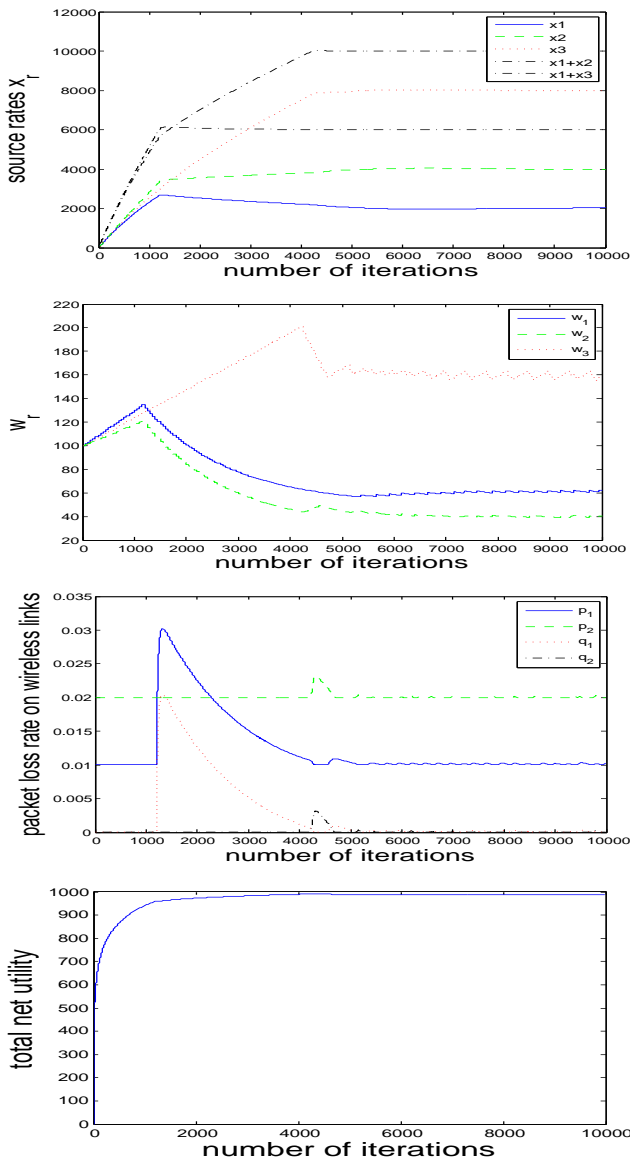 source rates x_r
12000
10000
8000
6000
4000
2000
0
x1
x2
x3
x1+x2
x1+x3
0 1000 2000 3000 4000 5000 6000 7000 8000 9000 10000
number of iterations
w_r
220
200
180
160
140
120
100
80
60
40
20
w_1
w_2
w_3
0 1000 2000 3000 4000 5000 6000 7000 8000 9000 10000
number of iterations
packet loss rate on wireless links
0.035
0.03
0.025
0.02
0.015
0.01
0.005
0
p_1
p_2
q_1
q_2
0 1000 2000 3000 4000 5000 6000 7000 8000 9000 10000
number of iterations
total net utility
1000
900
800
700
600
500
400
300
200
100
0
0 2000 4000 6000 8000 10000
number of iterations